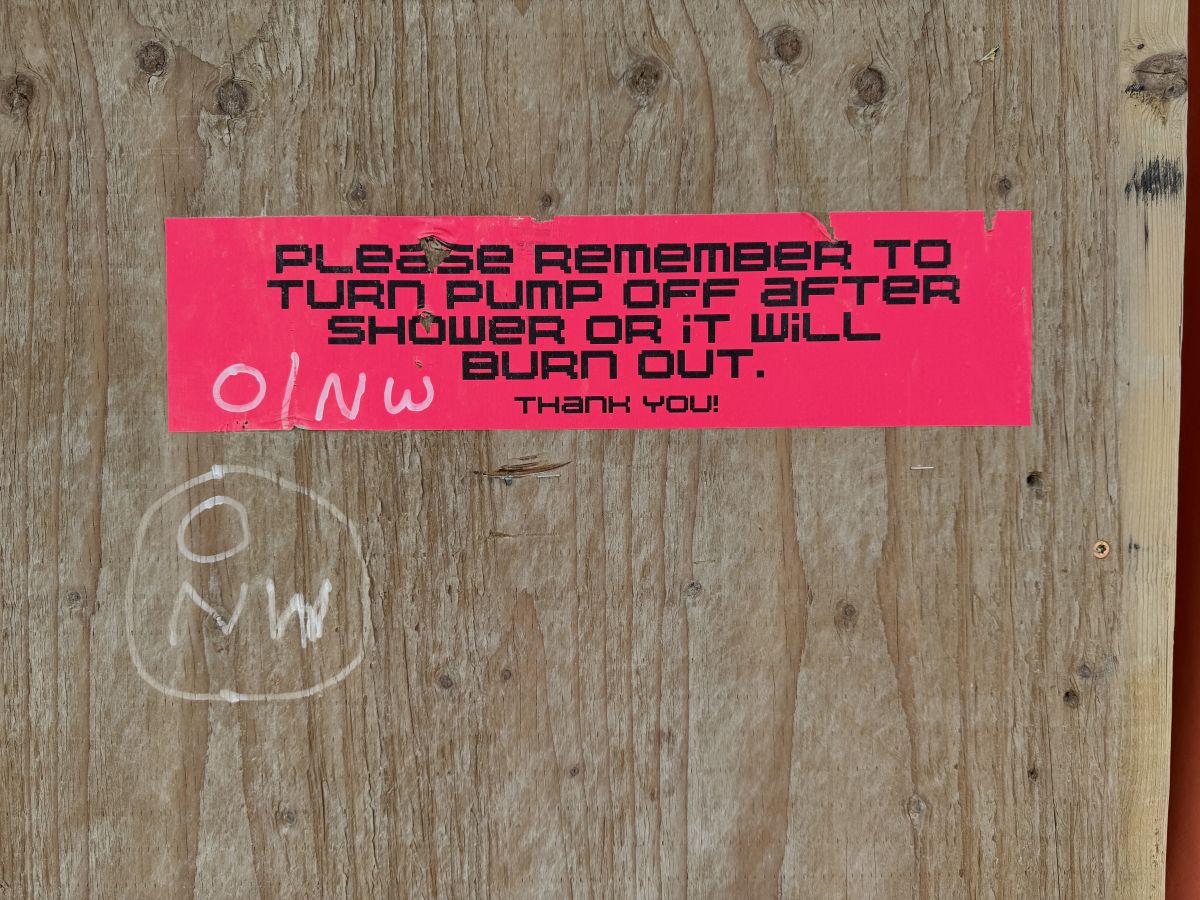 PLease Remember TO
TURN PUMP OFF aFTER
SHOWeR OR iT WiLL
BURN OUT.
THanK YOU!
O/NW
O
NW